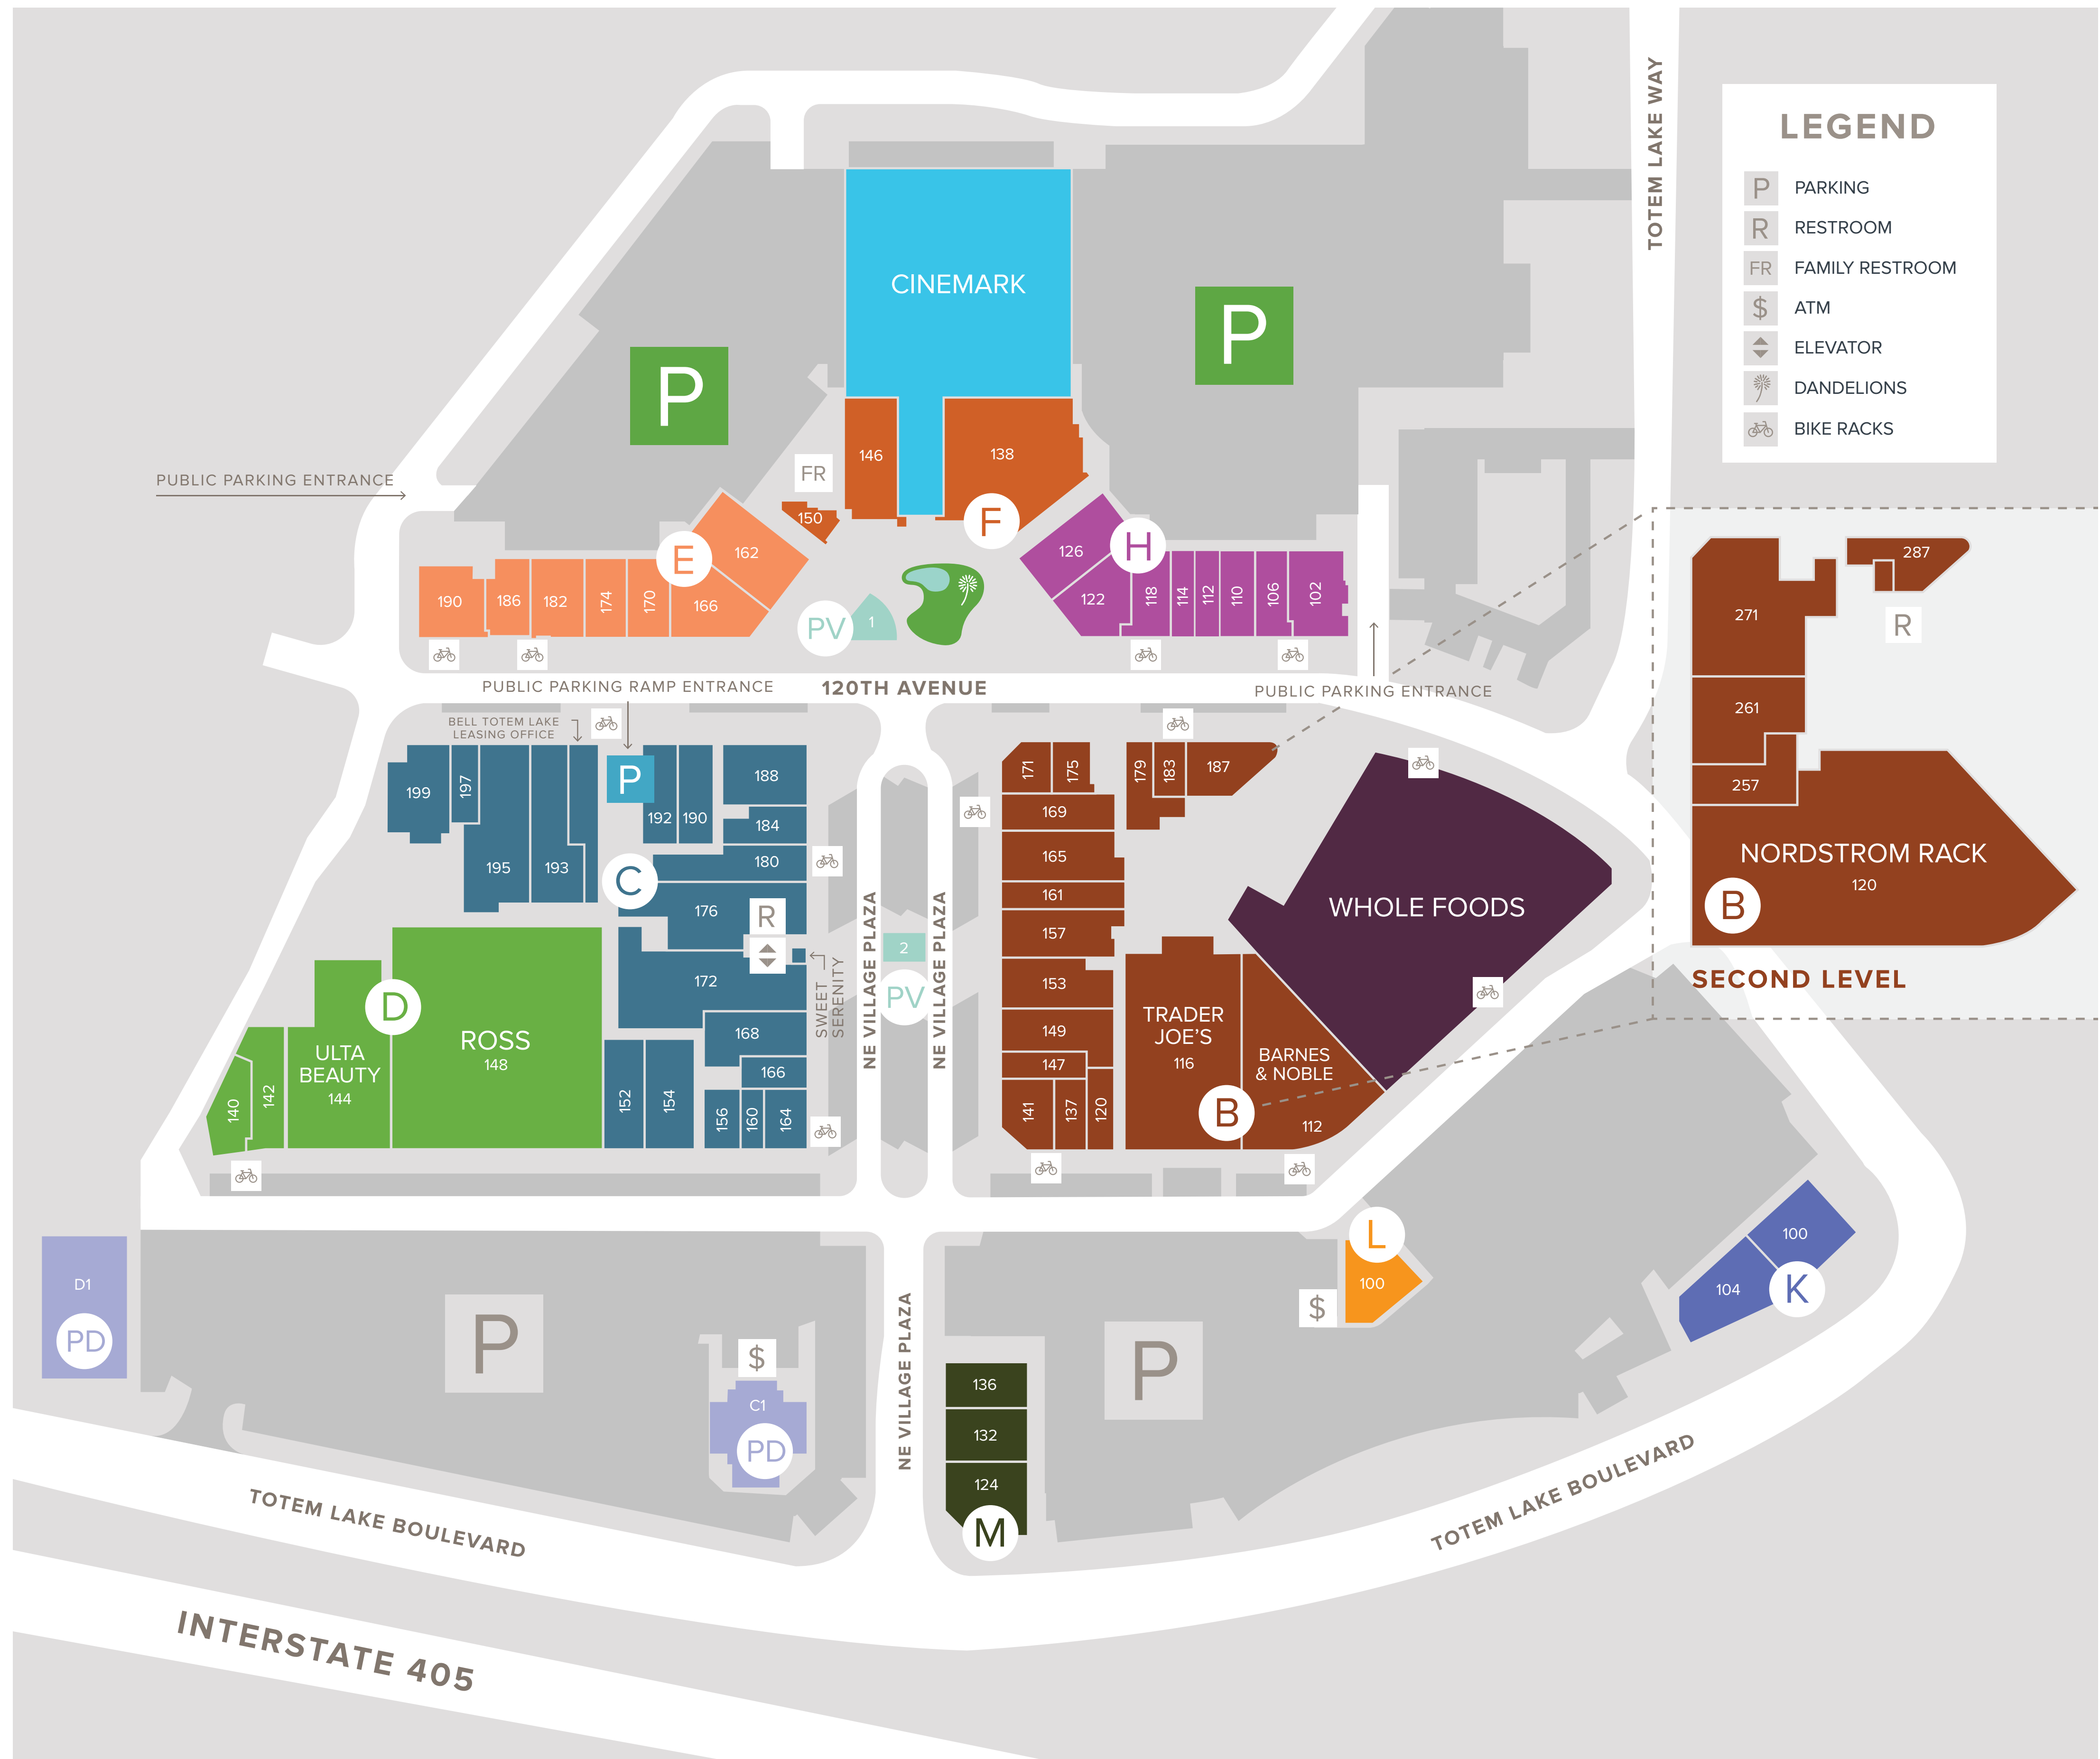 TOTEM LAKE WAY
LEGEND
P PARKING
R RESTROOM
FR FAMILY RESTROOM
$ ATM
ELEVATOR
DANDELIONS
BIKE RACKS
CINEMARK
P
P
146
138
FR
150
F
PUBLIC PARKING ENTRANCE
E
162
190
186
182
174
170
166
PV
1
H
126
122
118
114
112
110
106
102
287
R
271
261
257
NORDSTROM RACK
120
B
SECOND LEVEL
PUBLIC PARKING RAMP ENTRANCE
120TH AVENUE
PUBLIC PARKING ENTRANCE
BELL TOTEM LAKE
LEASING OFFICE
P
199
197
195
193
192
190
188
184
180
C
176
R
172
SWEET
SERENITY
168
166
152
154
156
160
164
NE VILLAGE PLAZA
NE VILLAGE PLAZA
2
PV
171
175
179
183
187
169
165
161
157
153
149
147
141
137
120
WHOLE FOODS
TRADER
JOE'S
116
BARNES
& NOBLE
112
B
D
ROSS
148
ULTA
BEAUTY
144
142
140
D1
PD
P
$
C1
PD
NE VILLAGE PLAZA
136
132
124
M
P
$
L
100
100
104
K
TOTEM LAKE BOULEVARD
TOTEM LAKE BOULEVARD
INTERSTATE 405